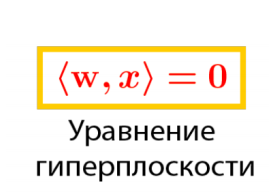 ⟨w, x⟩ = 0
Уравнение
гиперплоскости